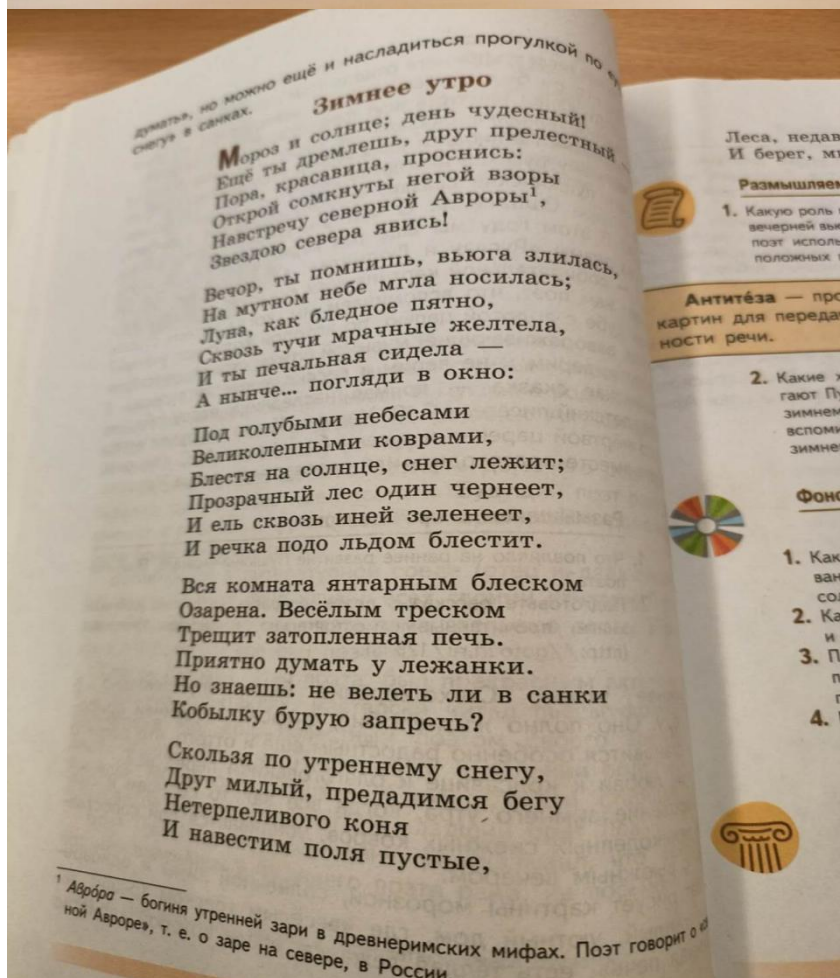 думать», но можно ещё и насладиться прогулкой по
снегу» в санках.
Зимнее утро
Мороз и солнце; день чудесный!
Ещё ты дремлешь, друг прелестный
Пора, красавица, проснись:
Открой сомкнуты негой взоры
Навстречу северной Авроры¹,
Звездою севера явись!
Вечор, ты помнишь, вьюга злилась,
На мутном небе мгла носилась;
Луна, как бледное пятно,
Сквозь тучи мрачные желтела,
И ты печальная сидела —
А нынче... погляди в окно:
Под голубыми небесами
Великолепными коврами,
Блестя на солнце, снег лежит;
Прозрачный лес один чернеет,
И ель сквозь иней зеленеет,
И речка подо льдом блестит.
Вся комната янтарным блеском
Озарена. Весёлым треском
Трещит затопленная печь.
Приятно думать у лежанки.
Но знаешь: не велеть ли в санки
Кобылку бурую запречь?
Скользя по утреннему снегу,
Друг милый, предадимся бегу
Нетерпеливого коня
И навестим поля пустые,
¹ Авро́ра — богиня утренней зари в древнеримских мифах. Поэт говорит о
ной Авроре», т. е. о заре на севере, в России
Леса, недав
И берег, ми
Размышляем
1. Какую роль
вечерней вью
поэт исполь
положных
Антите́за — про
картин для переда
ности речи.
2. Какие
гают Пу
зимнем
вспоми
зимне
Фоно
1. Как
ван
сол
2. Ка
и
3. П
4.